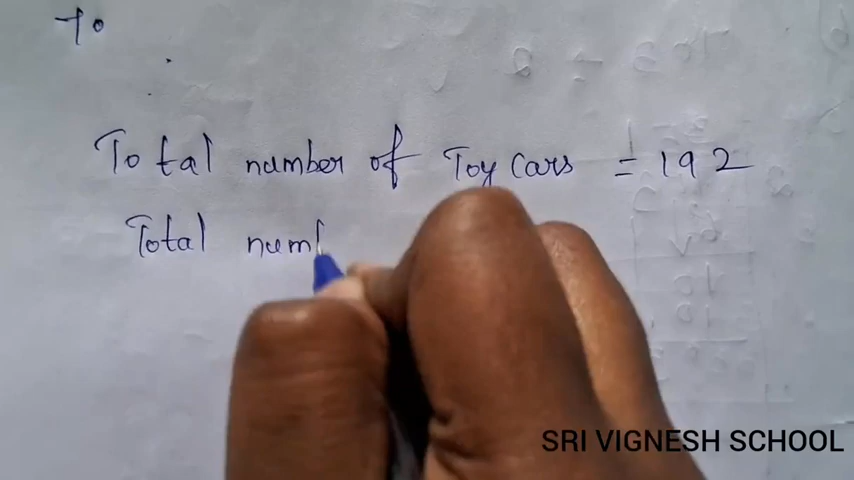 to
Total number of Toy Cars = 192
Total num
SRI VIGNESH SCHOOL